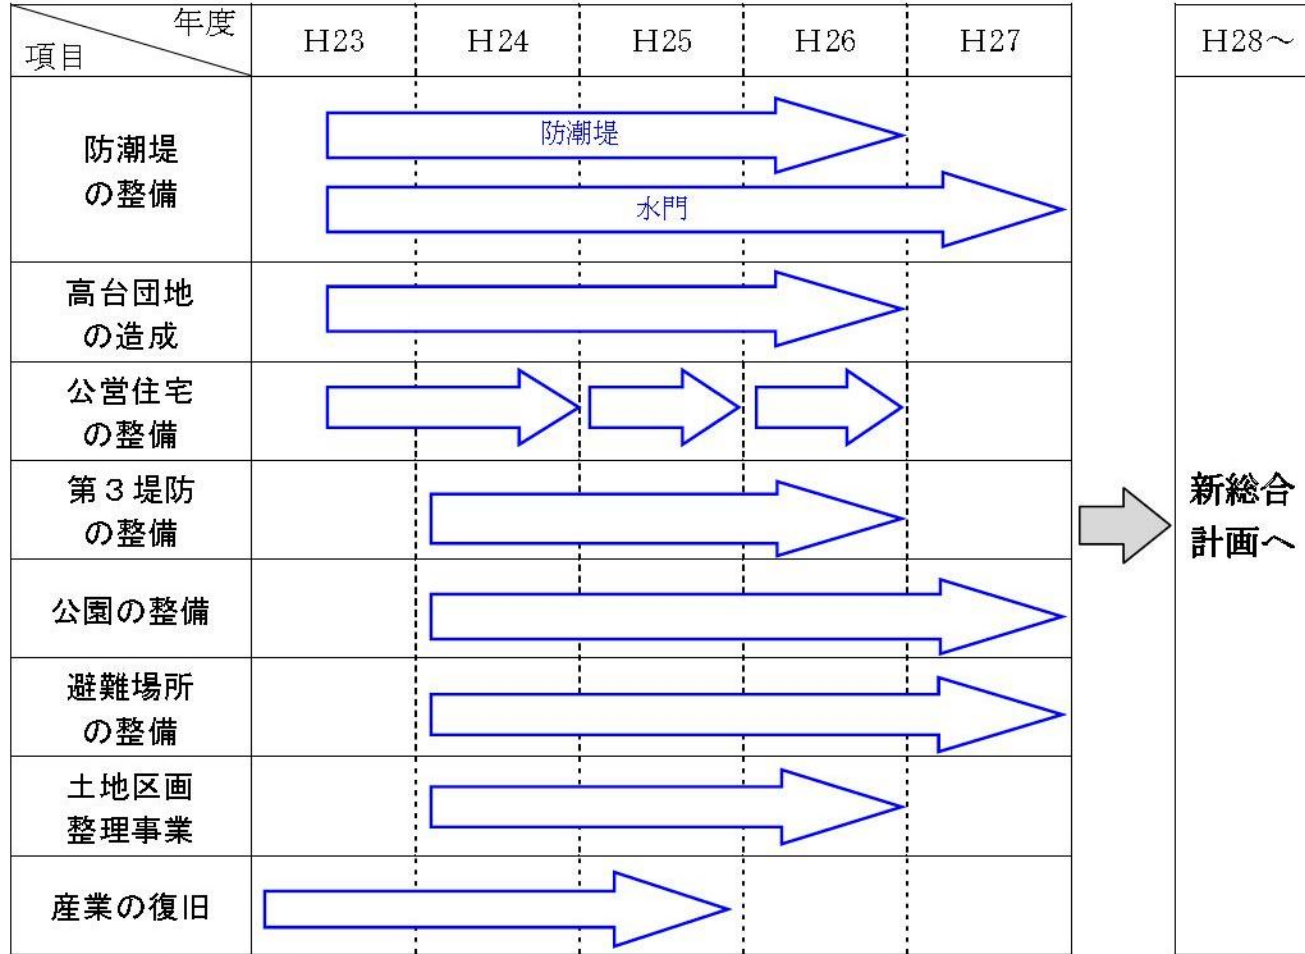 年度
項目
H23
H24
H25
H26
H27
H28～
防潮堤
の整備
防潮堤
水門
高台団地
の造成
公営住宅
の整備
第３堤防
の整備
公園の整備
避難場所
の整備
土地区画
整理事業
産業の復旧
新総合
計画へ